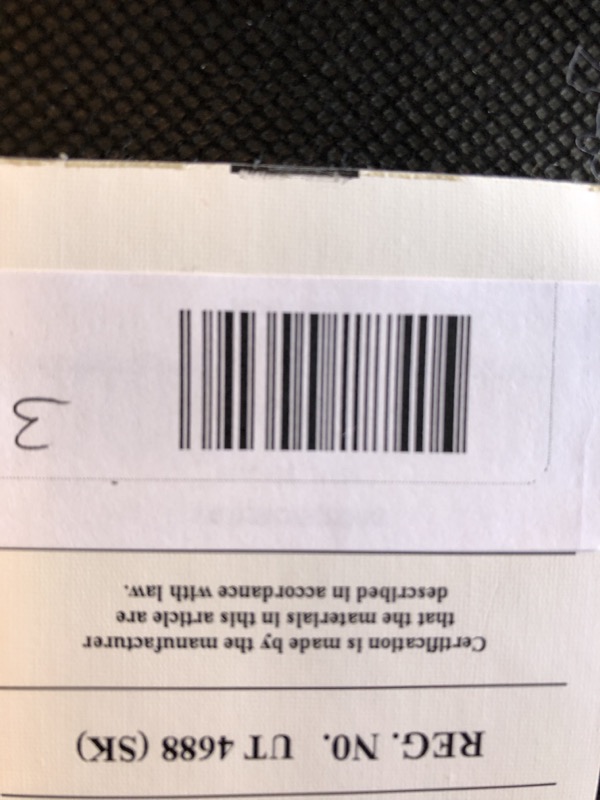 REG. NO. UT 4688 (SK)
Certification is made by the manufacturer
that the materials in this article are
described in accordance with law.
3